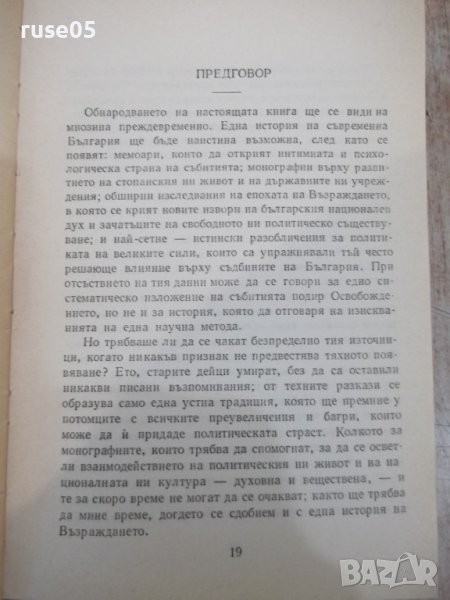 ruse05
ПРЕДГОВОР
Обнародването на настоящата книга ще се види на
мнозина преждевременно. Една история на съвременна
България ще бъде наистина възможна, след като се
появят: мемоари, които да открият интимната и психо-
логическа страна на събитията; монографии върху разви-
тието на стопанския ни живот и на държавните ни учреж-
дения; обширни изследвания на епохата на Възраждането,
в която се крият новите извори на българския национален
дух и зачатъците на свободното ни политическо съществу-
ване; и най-сетне — истински разобличения за полити-
ката на великите сили, които са упражнявали тъй често
решающе влияние върху съдбините на България. При
отсъствието на тия данни може да се говори за едно си-
стематическо изложение на събитията подир Освобожде-
нието, но не и за история, която да отговаря на изисква-
нията на една научна метода.
Но трябваше ли да се чакат безпределно тия източни-
ци, когато никакъв признак не предвестява тяхното поя-
вяване? Ето, старите дейци умират, без да са оставили
никакви писани възпоминания; от техните разкази се
образува само една устна традиция, която ще премине у
потомците с всичките преувеличения и багри, които
може да ѝ придаде политическата страст. Колкото за
монографиите, които трябва да спомогнат, за да се освет-
ли взаимодействието на политическия ни живот и на на-
ционалната ни култура — духовна и веществена, — и
те за скоро време не могат да се очакват; както ще трябва
да мине време, догдето се сдобием и с една история на
Възраждането.
19
BAZAR
.bg